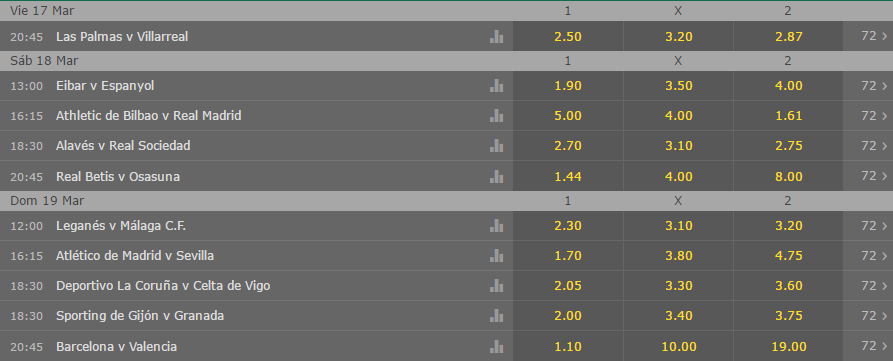 Vie 17 Mar 1 X 2
20:45 Las Palmas v Villarreal 2.50 3.20 2.87 72 >
Sáb 18 Mar 1 X 2
13:00 Eibar v Espanyol 1.90 3.50 4.00 72 >
16:15 Athletic de Bilbao v Real Madrid 5.00 4.00 1.61 72 >
18:30 Alavés v Real Sociedad 2.70 3.10 2.75 72 >
20:45 Real Betis v Osasuna 1.44 4.00 8.00 72 >
Dom 19 Mar 1 X 2
12:00 Leganés v Málaga C.F. 2.30 3.10 3.20 72 >
16:15 Atlético de Madrid v Sevilla 1.70 3.80 4.75 72 >
18:30 Deportivo La Coruña v Celta de Vigo 2.05 3.30 3.60 72 >
18:30 Sporting de Gijón v Granada 2.00 3.40 3.75 72 >
20:45 Barcelona v Valencia 1.10 10.00 19.00 72 >